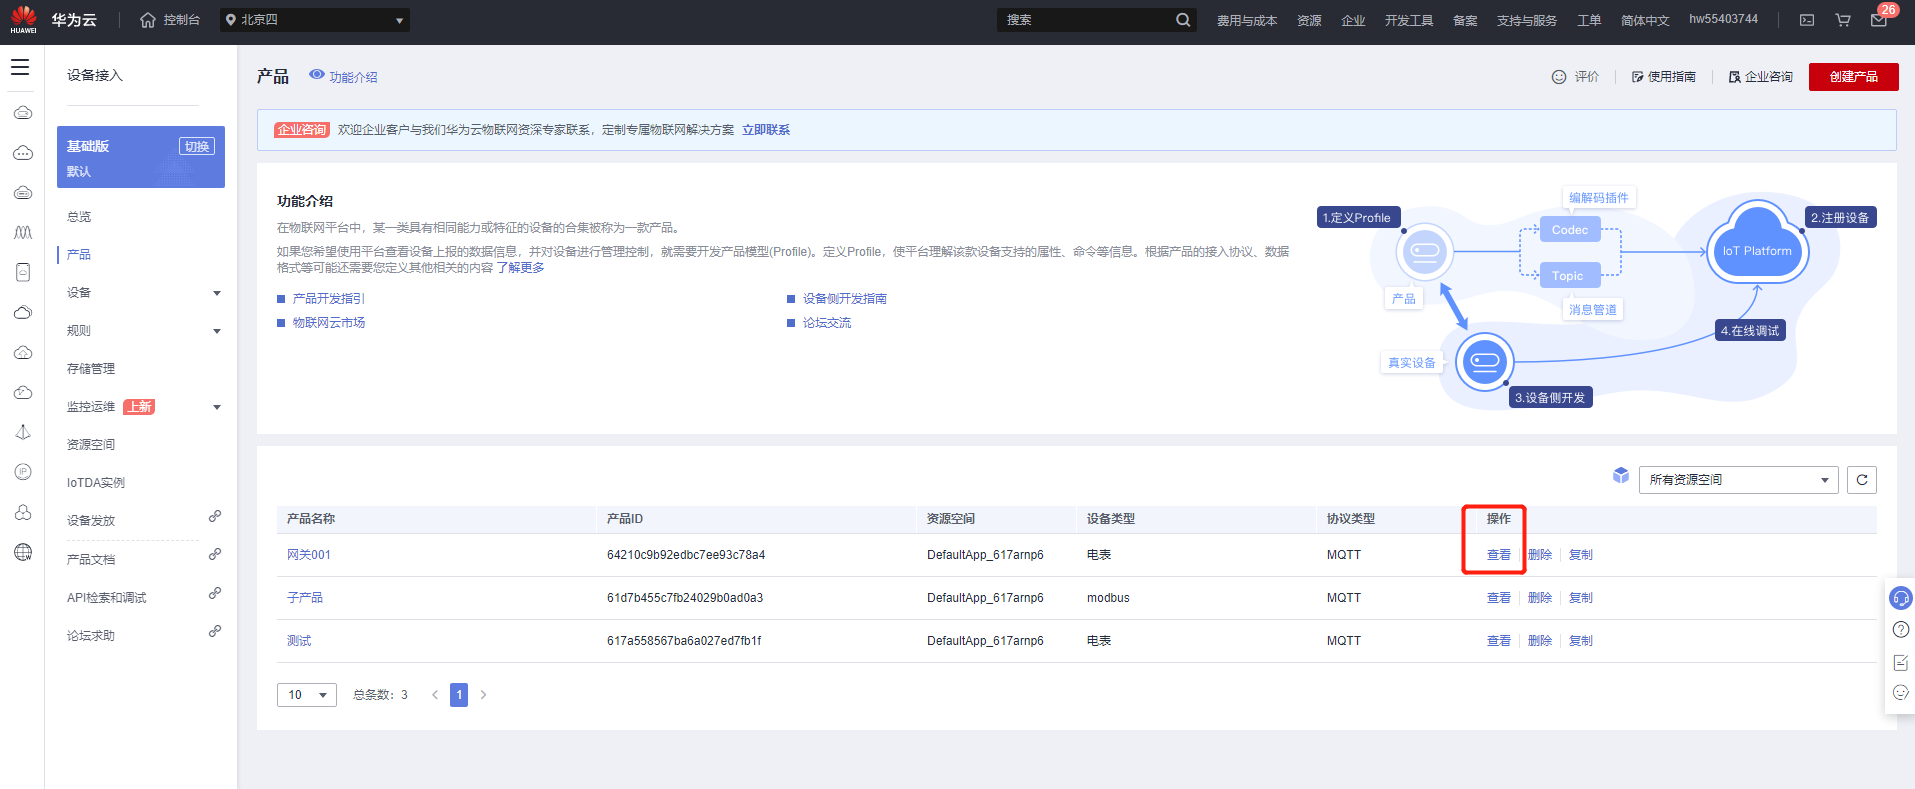 HUAWEI 华为云 控制台 北京四 搜索 费用与成本 资源 企业 开发工具 备案 支持与服务 工单 简体中文 hw55403744 26
设备接入
基础版 切换
默认
总览
产品
设备
规则
存储管理
监控运维 上新
资源空间
IoTDA实例
设备发放
产品文档
API检索和调试
论坛求助
产品 功能介绍 评价 使用指南 企业咨询 创建产品
企业咨询 欢迎企业客户与我们华为云物联网资深专家联系，定制专属物联网解决方案 立即联系
功能介绍
在物联网平台中，某一类具有相同能力或特征的设备的合集被称为一款产品。
如果您希望使用平台查看设备上报的数据信息，并对设备进行管理控制，就需要开发产品模型(Profile)。定义Profile，使平台理解该款设备支持的属性、命令等信息。根据产品的接入协议、数据
格式等可能还需要您定义其他相关的内容 了解更多
产品开发指引 设备侧开发指南
物联网云市场 论坛交流
编解码插件
1.定义Profile 2.注册设备
Codec
IoT Platform
Topic
产品
消息管道
4.在线调试
真实设备
3.设备侧开发
所有资源空间
产品名称 产品ID 资源空间 设备类型 协议类型 操作
网关001 64210c9b92edbc7ee93c78a4 DefaultApp_617arnp6 电表 MQTT 查看 删除 复制
子产品 61d7b455c7fb24029b0ad0a3 DefaultApp_617arnp6 modbus MQTT 查看 删除 复制
测试 617a558567ba6a027ed7fb1f DefaultApp_617arnp6 电表 MQTT 查看 删除 复制
10 总条数：3 < 1 >
IP